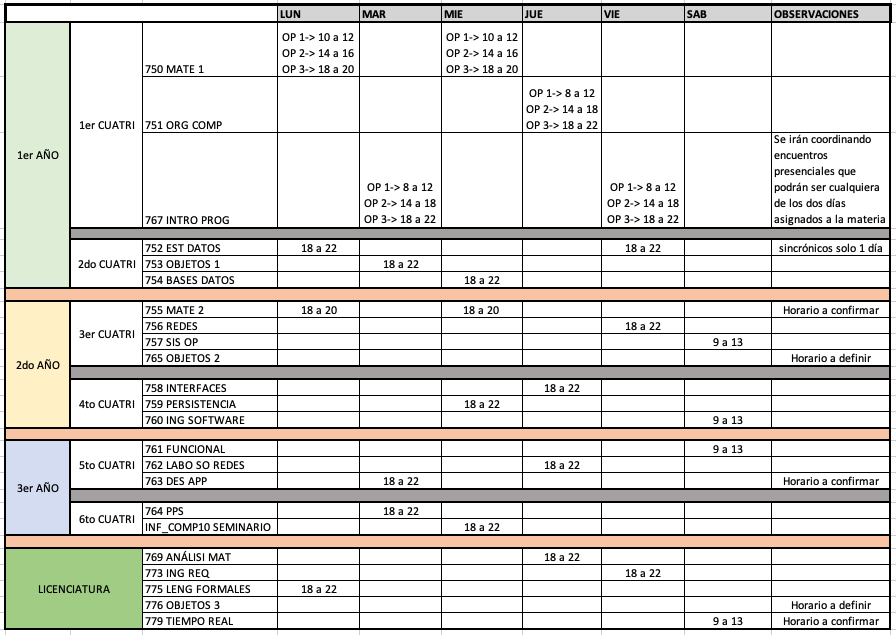 LUN MAR MIE JUE VIE SAB OBSERVACIONES
1er AÑO
1er CUATRI
OP 1-> 10 a 12 OP 1-> 10 a 12
OP 2-> 14 a 16 OP 2-> 14 a 16
750 MATE 1 OP 3-> 18 a 20 OP 3-> 18 a 20
OP 1-> 8 a 12
OP 2-> 14 a 18
751 ORG COMP OP 3-> 18 a 22
Se irán coordinando
encuentros
presenciales que
OP 1-> 8 a 12 OP 1-> 8 a 12 podrán ser cualquiera
OP 2-> 14 a 18 OP 2-> 14 a 18 de los dos días
767 INTRO PROG OP 3-> 18 a 22 OP 3-> 18 a 22 asignados a la materia
2do CUATRI
752 EST DATOS 18 a 22 18 a 22 sincrónicos solo 1 día
753 OBJETOS 1 18 a 22
754 BASES DATOS 18 a 22
2do AÑO
3er CUATRI
755 MATE 2 18 a 20 18 a 20 Horario a confirmar
756 REDES 18 a 22
757 SIS OP 9 a 13
765 OBJETOS 2 Horario a definir
4to CUATRI
758 INTERFACES 18 a 22
759 PERSISTENCIA 18 a 22
760 ING SOFTWARE 9 a 13
3er AÑO
5to CUATRI
761 FUNCIONAL 9 a 13
762 LABO SO REDES 18 a 22
763 DES APP 18 a 22 Horario a confirmar
6to CUATRI
764 PPS 18 a 22
INF_COMP10 SEMINARIO 18 a 22
LICENCIATURA
769 ANÁLISI MAT 18 a 22
773 ING REQ 18 a 22
775 LENG FORMALES 18 a 22
776 OBJETOS 3 Horario a definir
779 TIEMPO REAL 9 a 13 Horario a confirmar